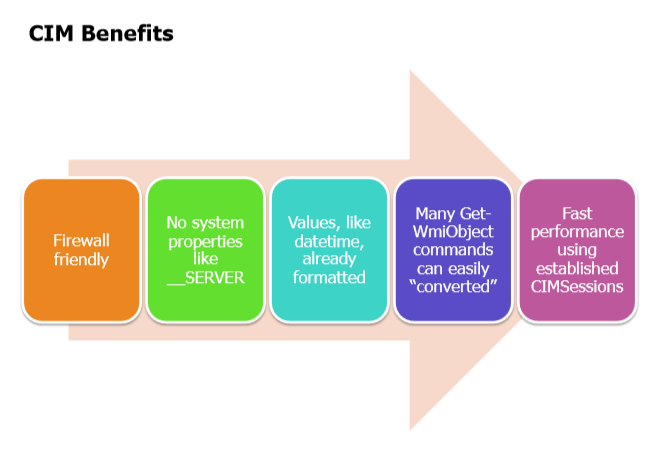 CIM Benefits
Firewall
friendly
No system
properties
like
__SERVER
Values, like
datetime,
already
formatted
Many Get-
WmiObject
commands
can easily
“converted”
Fast
performance
using
established
CIMSessions